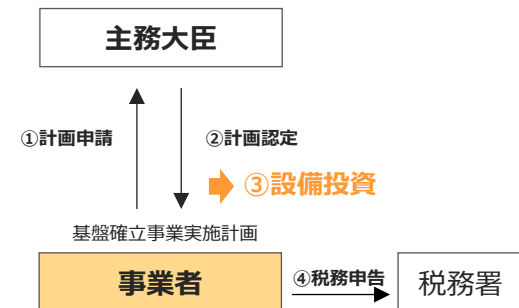 主務大臣
①計画申請
②計画認定
③設備投資
基盤確立事業実施計画
事業者
④税務申告
税務署